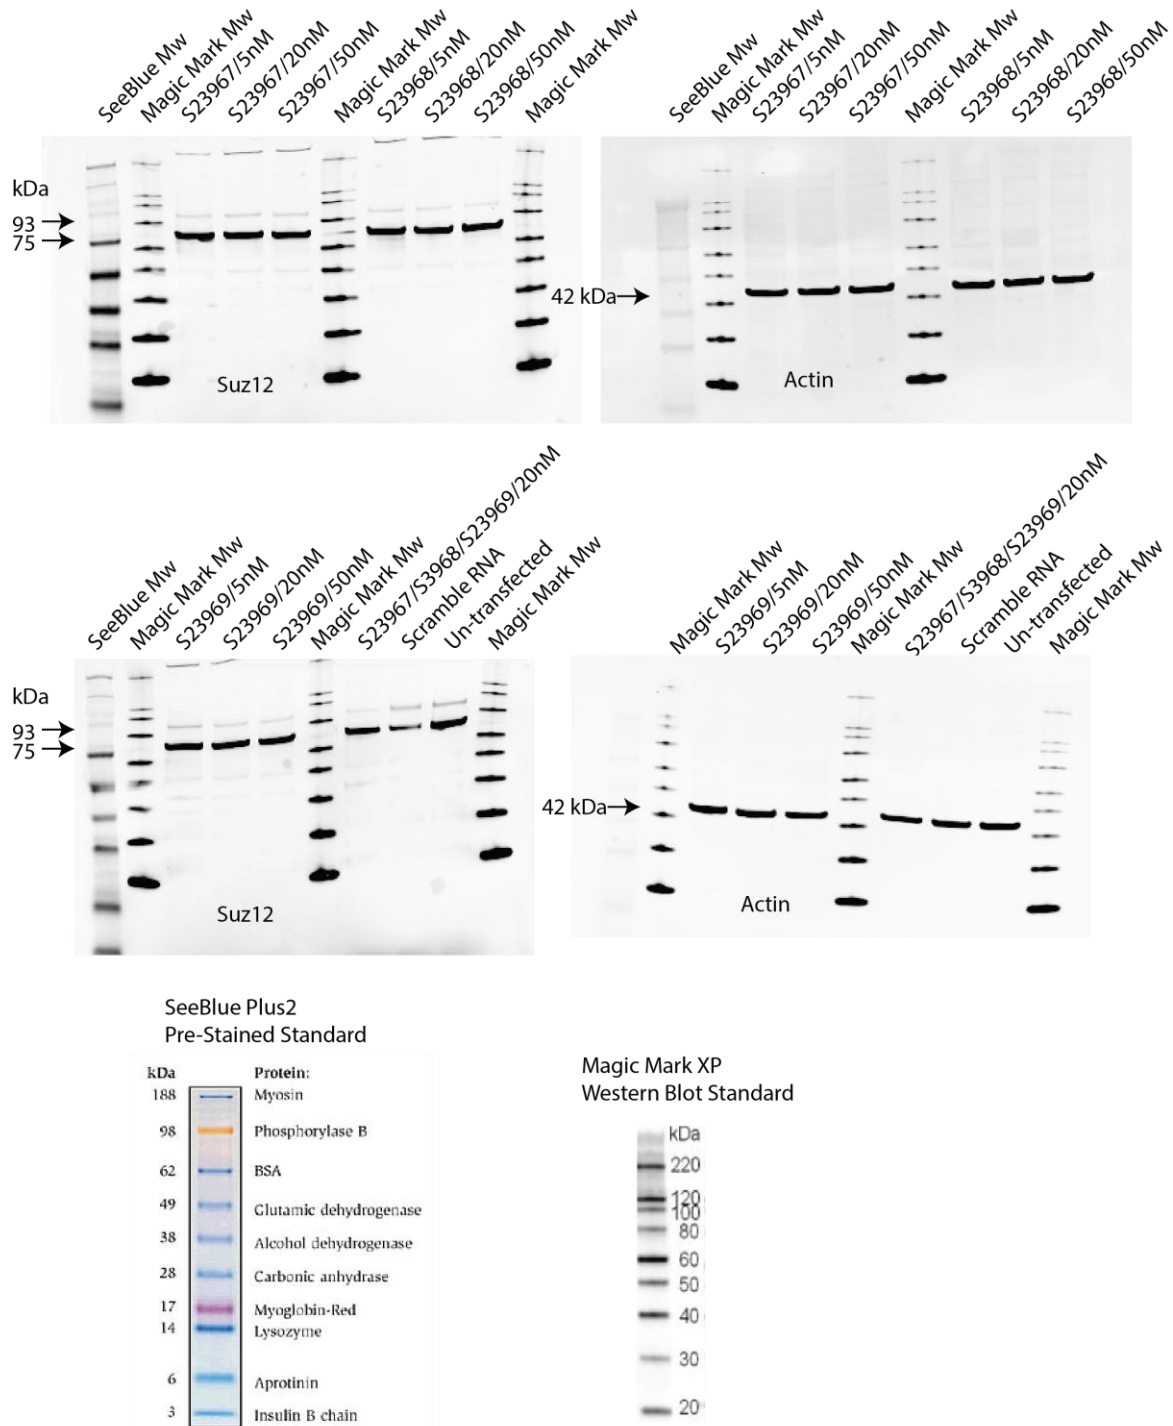 SeeBlue Mw
Magic Mark Mw
S23967/5nM
S23967/20nM
S23967/50nM
Magic Mark Mw
S23968/5nM
S23968/20nM
S23968/50nM
Magic Mark Mw
kDa
93
75
Suz12
SeeBlue Mw
Magic Mark Mw
S23967/5nM
S23967/20nM
S23967/50nM
Magic Mark Mw
S23968/5nM
S23968/20nM
S23968/50nM
42 kDa
Actin
SeeBlue Mw
Magic Mark Mw
S23969/5nM
S23969/20nM
S23969/50nM
Magic Mark Mw
S23967/S3968/S23969/20nM
Scramble RNA
Un-transfected
Magic Mark Mw
kDa
93
75
Suz12
Magic Mark Mw
S23969/5nM
S23969/20nM
S23969/50nM
Magic Mark Mw
S23967/S3968/S23969/20nM
Scramble RNA
Un-transfected
Magic Mark Mw
42 kDa
Actin
SeeBlue Plus2
Pre-Stained Standard
kDa Protein:
188 Myosin
98 Phosphorylase B
62 BSA
49 Glutamic dehydrogenase
38 Alcohol dehydrogenase
28 Carbonic anhydrase
17 Myoglobin-Red
14 Lysozyme
6 Aprotinin
3 Insulin B chain
Magic Mark XP
Western Blot Standard
kDa
220
120
100
80
60
50
40
30
20